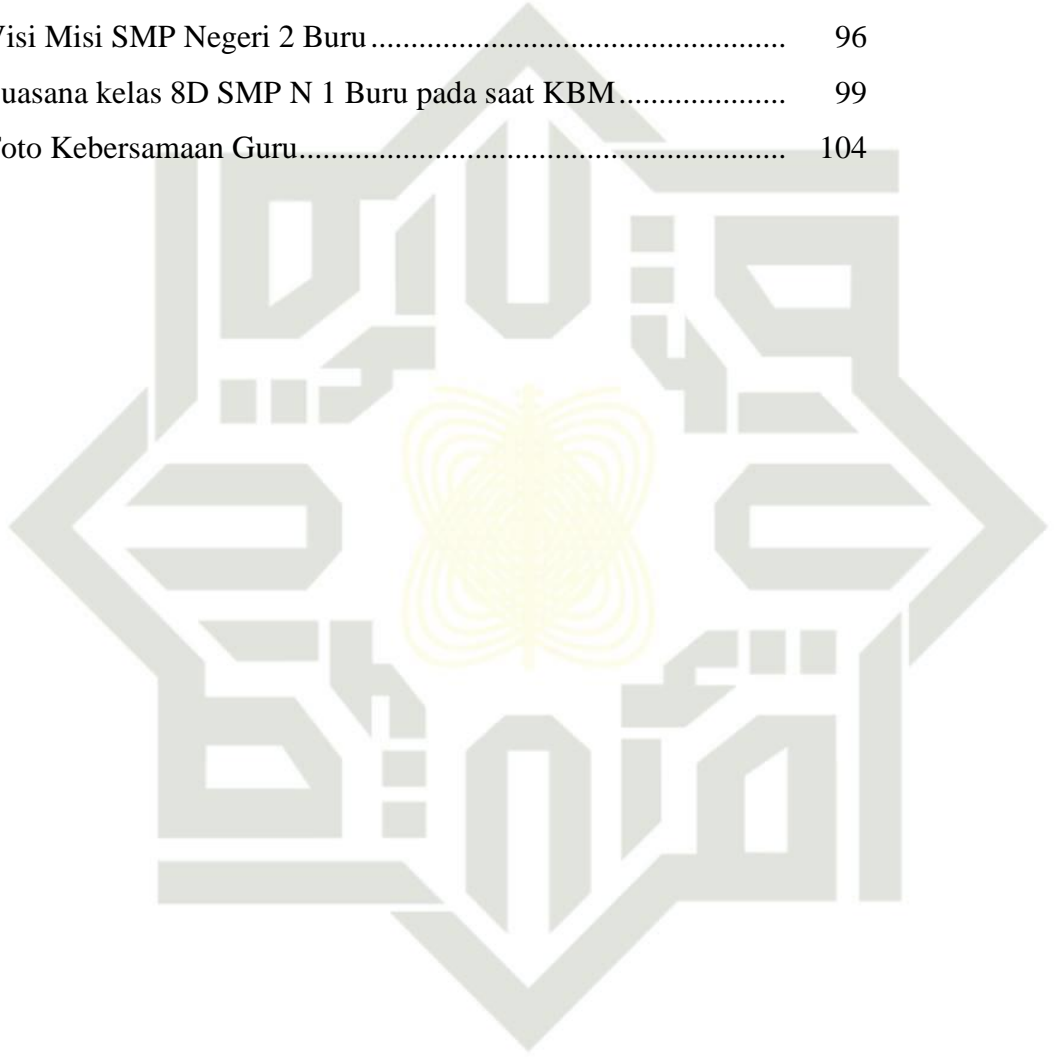 Visi Misi SMP Negeri 2 Buru ................................................... 96
uasana kelas 8D SMP N 1 Buru pada saat KBM ..................... 99
oto Kebersamaan Guru ............................................................ 104